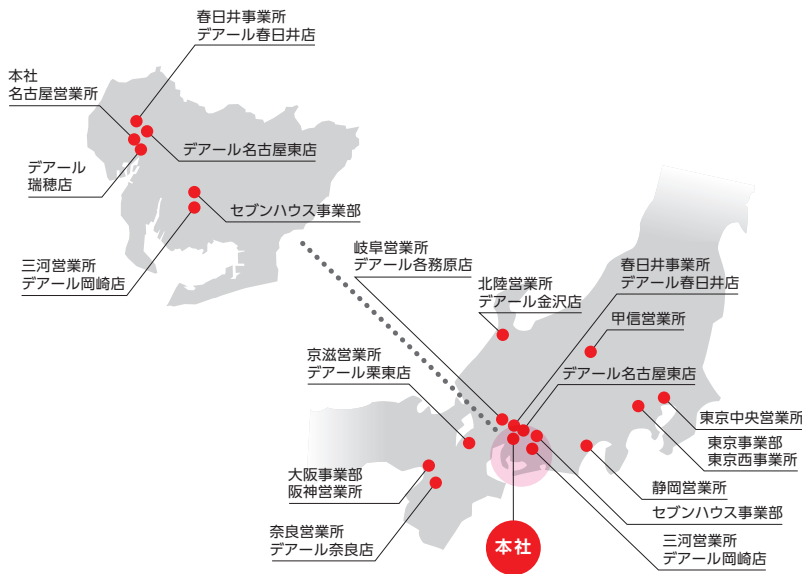 春日井事業所
デアール春日井店
本社
名古屋営業所
デアール名古屋東店
デアール
瑞穂店
セブンハウス事業部
三河営業所
デアール岡崎店
岐阜営業所
デアール各務原店
北陸営業所
デアール金沢店
春日井事業所
デアール春日井店
甲信営業所
京滋営業所
デアール栗東店
デアール名古屋東店
東京中央営業所
東京事業部
東京西事業所
大阪事業部
阪神営業所
静岡営業所
セブンハウス事業部
奈良営業所
デアール奈良店
本社
三河営業所
デアール岡崎店